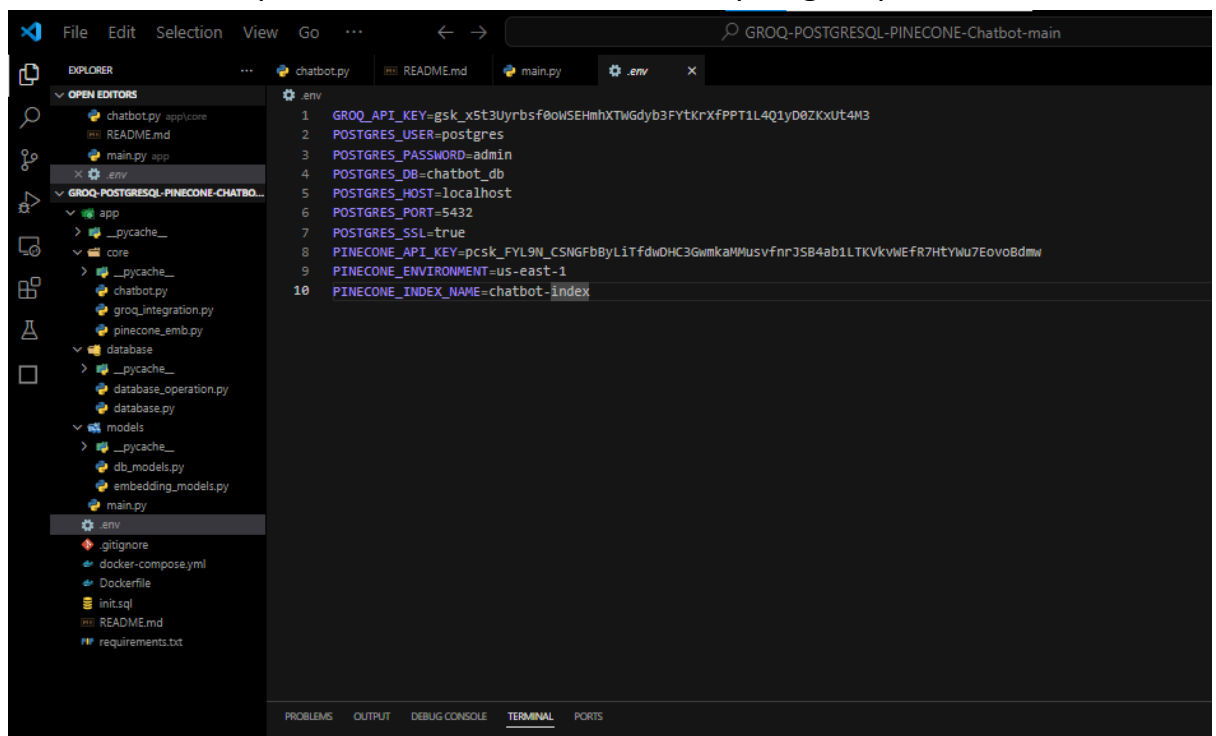 File Edit Selection View Go ···
GROQ-POSTGRESQL-PINECONE-Chatbot-main
EXPLORER ···
OPEN EDITORS
chatbot.py app\core
README.md
main.py app
.env
GROQ-POSTGRESQL-PINECONE-CHATBO...
app
__pycache__
core
__pycache__
chatbot.py
groq_integration.py
pinecone_emb.py
database
__pycache__
database_operation.py
database.py
models
__pycache__
db_models.py
embedding_models.py
main.py
.env
.gitignore
docker-compose.yml
Dockerfile
init.sql
README.md
requirements.txt
chatbot.py README.md main.py .env
.env
1 GROQ_API_KEY=
2 POSTGRES_USER=postgres
3 POSTGRES_PASSWORD=admin
4 POSTGRES_DB=chatbot_db
5 POSTGRES_HOST=localhost
6 POSTGRES_PORT=5432
7 POSTGRES_SSL=true
8 PINECONE_API_KEY=
9 PINECONE_ENVIRONMENT=us-east-1
10 PINECONE_INDEX_NAME=chatbot-index
PROBLEMS OUTPUT DEBUG CONSOLE TERMINAL PORTS